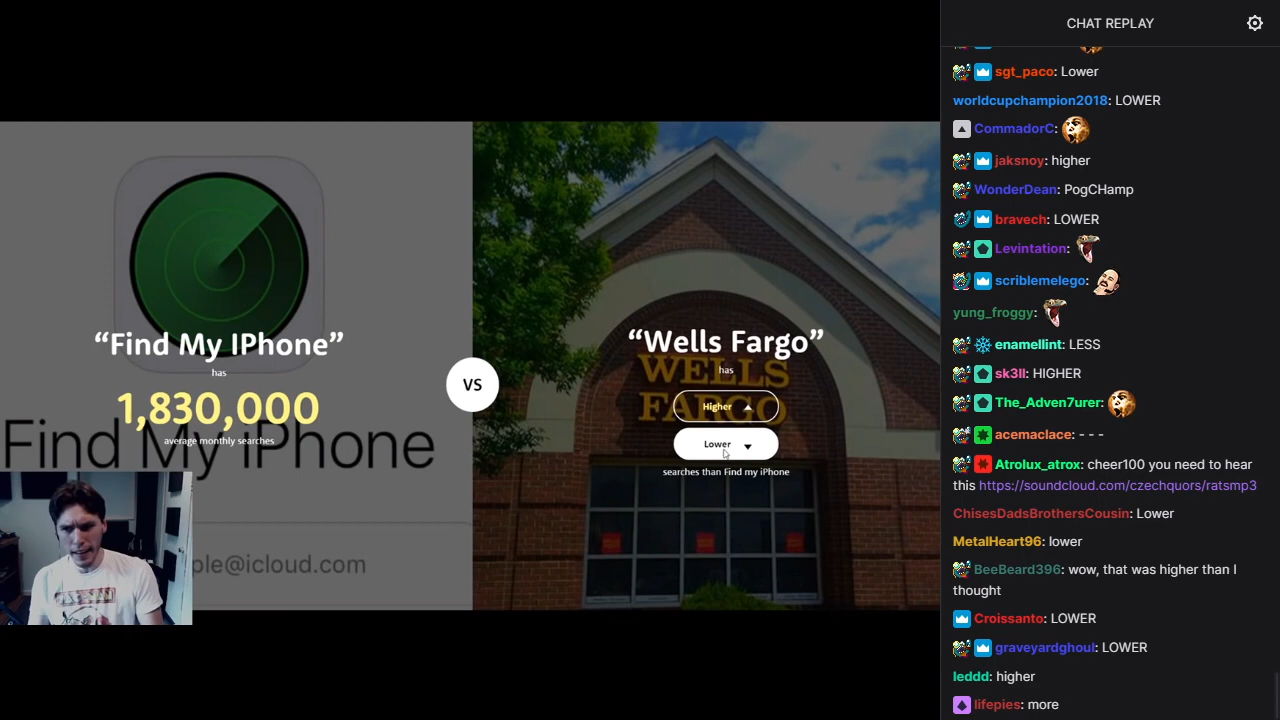 CHAT REPLAY
sgt_paco: Lower
worldcupchampion2018: LOWER
CommadorC:
jaksnoy: higher
WonderDean: PogCHamp
bravech: LOWER
Levintation:
scriblemelego:
yung_froggy:
enamellint: LESS
sk3ll: HIGHER
The_Adven7urer:
acemaclace: - - -
Atrolux_atrox: cheer100 you need to hear
this https://soundcloud.com/czechquors/ratsmp3
ChisesDadsBrothersCousin: Lower
MetalHeart96: lower
BeeBeard396: wow, that was higher than I
thought
Croissanto: LOWER
graveyardghoul: LOWER
leddd: higher
lifepies: more
“Find My IPhone”
has
1,830,000
average monthly searches
Find My iPhone
ple@icloud.com
VS
“Wells Fargo”
has
WELLS
FARGO
Higher
Lower
searches than Find my iPhone